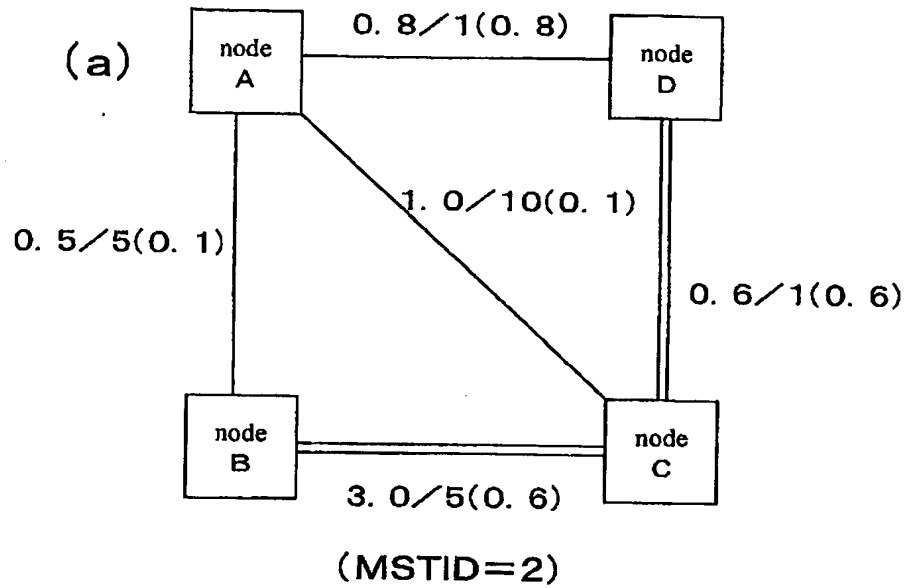 (a)
node
A
0. 8／1(0. 8)
node
D
1. 0／10(0. 1)
0. 5／5(0. 1)
0. 6／1(0. 6)
node
B
node
C
3. 0／5(0. 6)
(MSTID=2)